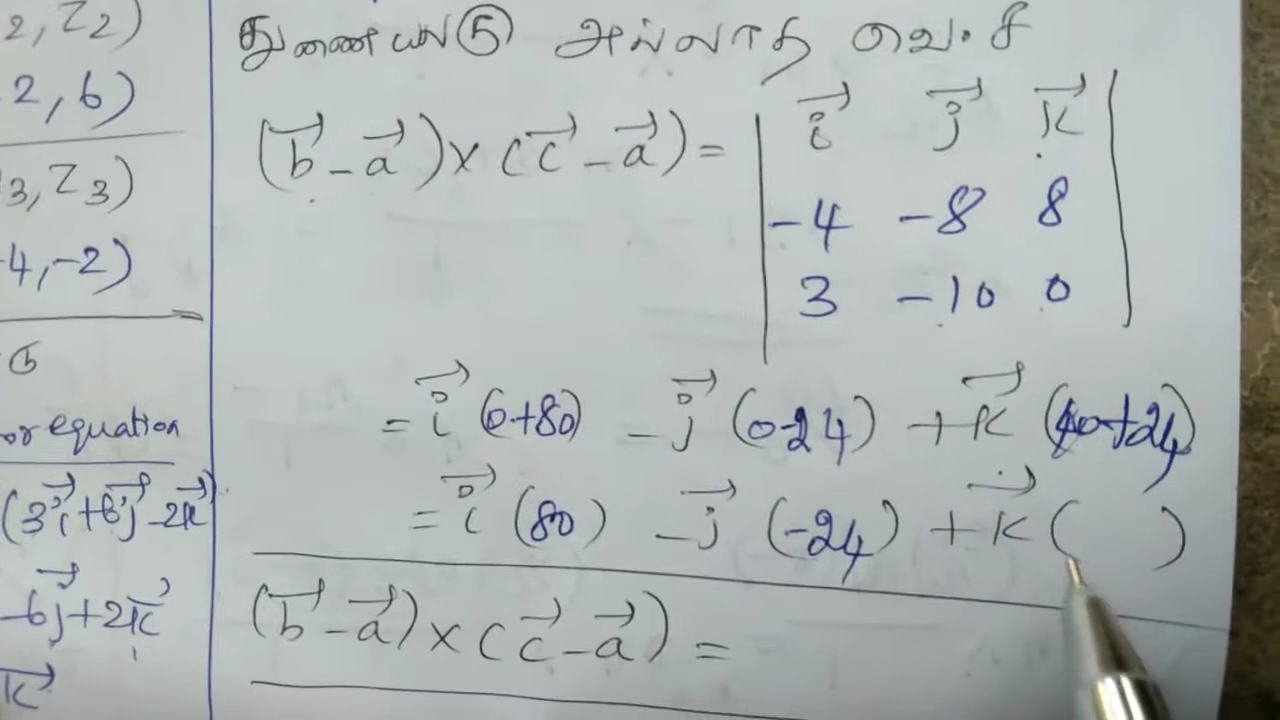 2, Z2)
2, 6)
3, Z3)
-4, -2)
or equation
(3i⃗+6j⃗-2k⃗
-6j⃗+2k⃗
k⃗
துணையலகு அல்லாத வெ.ச
(b⃗-a⃗)×(c⃗-a⃗)= | i⃗ j⃗ k⃗ |
-4 -8 8
3 -10 0
= i⃗ (0+80) -j⃗ (0-24) +k⃗ (40+24)
= i⃗ (80) -j⃗ (-24) +k⃗ ( )
(b⃗-a⃗)×(c⃗-a⃗) =